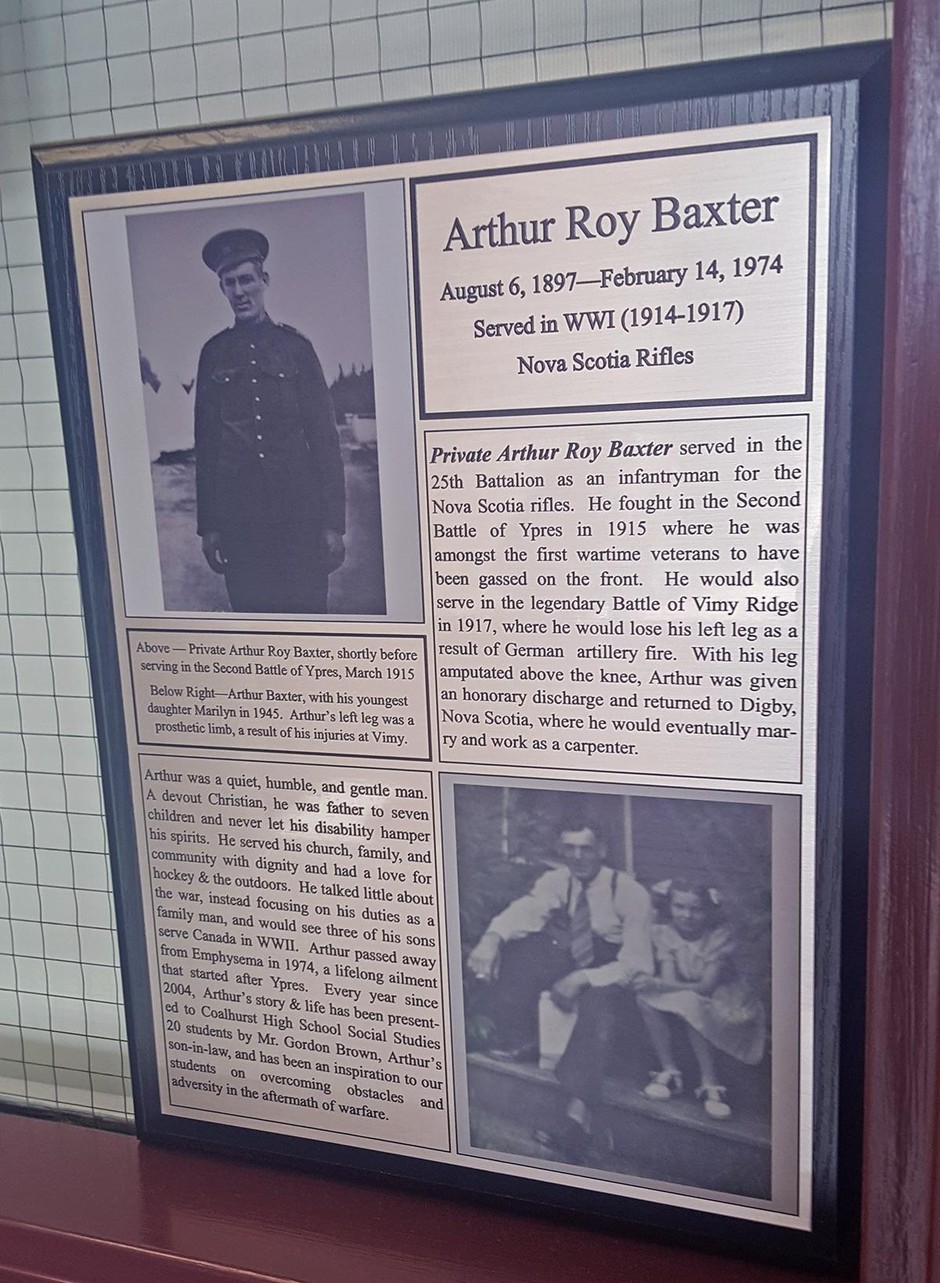 Arthur Roy Baxter
August 6, 1897—February 14, 1974
Served in WWI (1914-1917)
Nova Scotia Rifles
Private Arthur Roy Baxter served in the
25th Battalion as an infantryman for the
Nova Scotia rifles. He fought in the Second
Battle of Ypres in 1915 where he was
amongst the first wartime veterans to have
been gassed on the front. He would also
serve in the legendary Battle of Vimy Ridge
in 1917, where he would lose his left leg as a
result of German artillery fire. With his leg
amputated above the knee, Arthur was given
an honorary discharge and returned to Digby,
Nova Scotia, where he would eventually mar-
ry and work as a carpenter.
Above — Private Arthur Roy Baxter, shortly before
serving in the Second Battle of Ypres, March 1915
Below Right—Arthur Baxter, with his youngest
daughter Marilyn in 1945. Arthur's left leg was a
prosthetic limb, a result of his injuries at Vimy.
Arthur was a quiet, humble, and gentle man.
A devout Christian, he was father to seven
children and never let his disability hamper
his spirits. He served his church, family, and
community with dignity and had a love for
hockey & the outdoors. He talked little about
the war, instead focusing on his duties as a
family man, and would see three of his sons
serve Canada in WWII. Arthur passed away
from Emphysema in 1974, a lifelong ailment
that started after Ypres. Every year since
2004, Arthur's story & life has been present-
ed to Coalhurst High School Social Studies
20 students by Mr. Gordon Brown, Arthur's
son-in-law, and has been an inspiration to our
students on overcoming obstacles and
adversity in the aftermath of warfare.